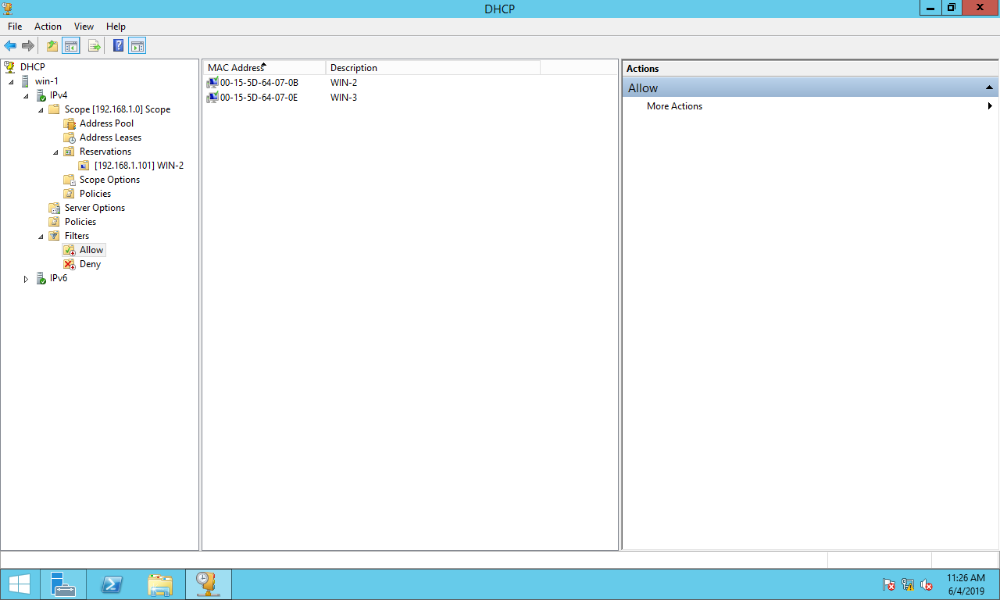 DHCP
File Action View Help
DHCP
win-1
IPv4
Scope [192.168.1.0] Scope
Address Pool
Address Leases
Reservations
[192.168.1.101] WIN-2
Scope Options
Policies
Server Options
Policies
Filters
Allow
Deny
IPv6
MAC Address Description
00-15-5D-64-07-0B WIN-2
00-15-5D-64-07-0E WIN-3
Actions
Allow
More Actions
11:26 AM
6/4/2019